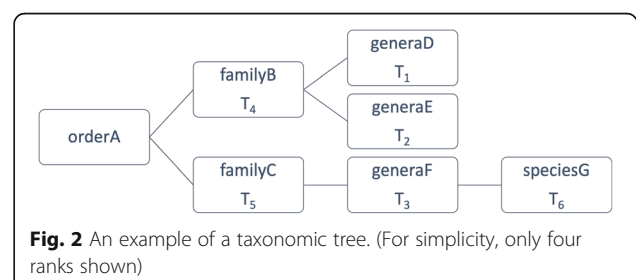 generaD
T₁
familyB
T₄
generaE
T₂
orderA
familyC
T₅
generaF
T₃
speciesG
T₆
Fig. 2 An example of a taxonomic tree. (For simplicity, only four
ranks shown)